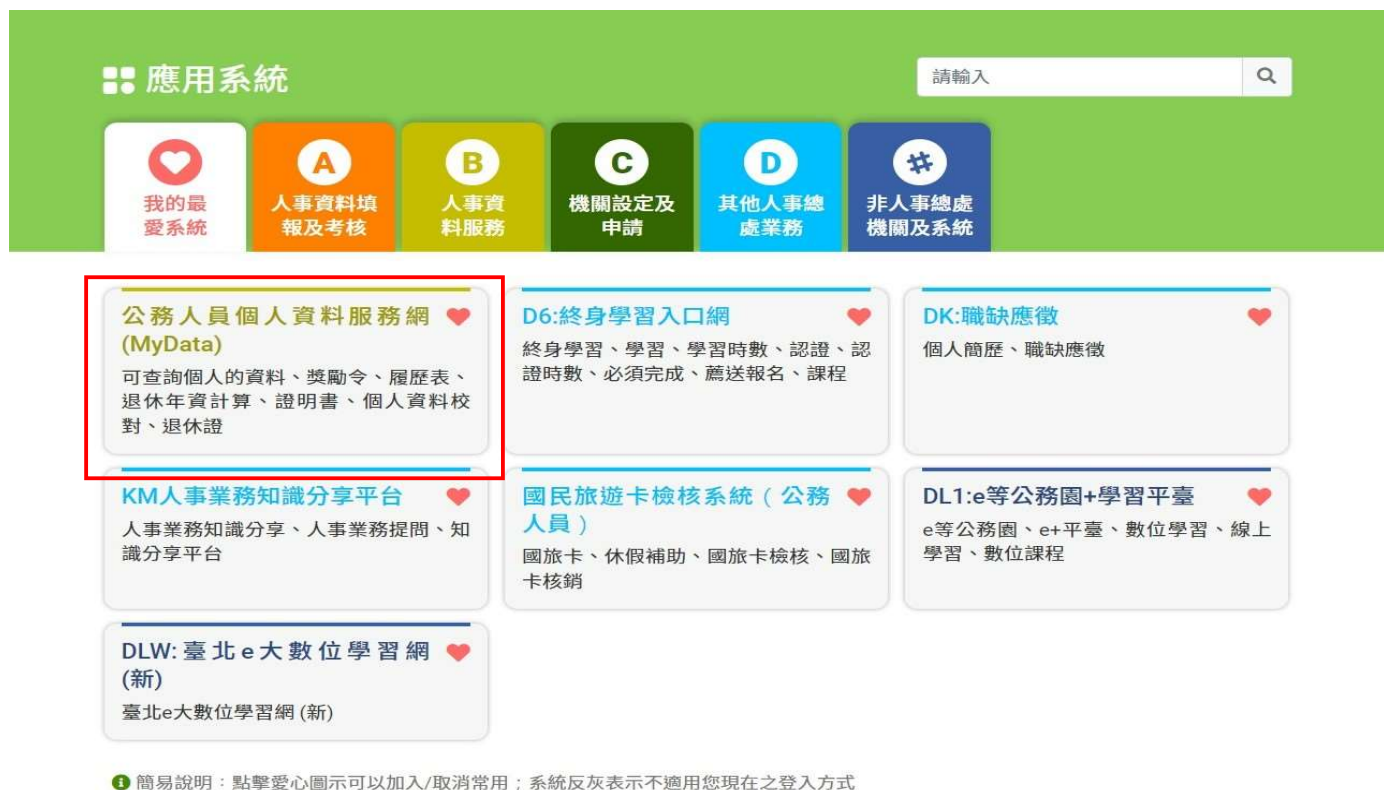 應用系統
請輸入
我的最
愛系統
A
人事資料填
報及考核
B
人事資
料服務
C
機關設定及
申請
D
其他人事總
處業務
#
非人事總處
機關及系統
公務人員個人資料服務網
(MyData)
可查詢個人的資料、獎勵令、履歷表、
退休年資計算、證明書、個人資料校
對、退休證
D6:終身學習入口網
終身學習、學習、學習時數、認證、認
證時數、必須完成、薦送報名、課程
DK:職缺應徵
個人簡歷、職缺應徵
KM人事業務知識分享平台
人事業務知識分享、人事業務提問、知
識分享平台
國民旅遊卡檢核系統（公務
人員）
國旅卡、休假補助、國旅卡檢核、國旅
卡核銷
DL1:e等公務園+學習平臺
e等公務園、e+平臺、數位學習、線上
學習、數位課程
DLW:臺北e大數位學習網
(新)
臺北e大數位學習網 (新)
簡易說明：點擊愛心圖示可以加入/取消常用；系統反灰表示不適用您現在之登入方式